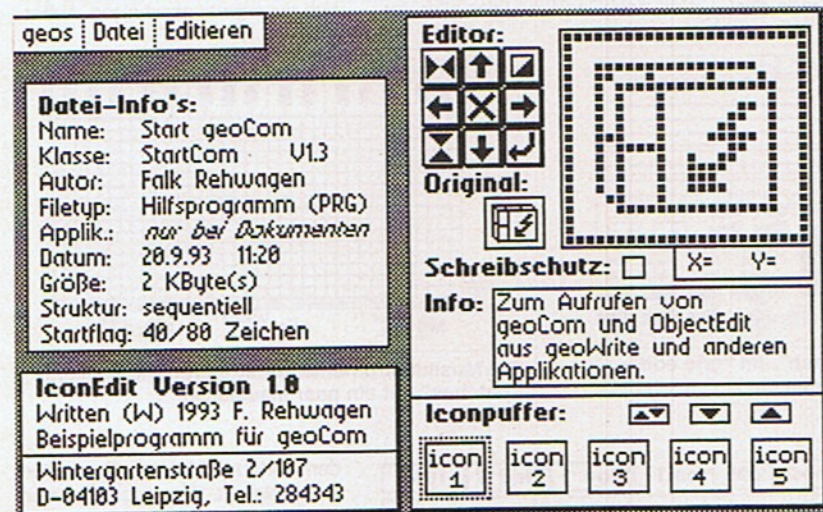 geos Datei Editieren
Datei-Info's:
Name: Start geoCom
Klasse: StartCom V1.3
Autor: Falk Rehwagen
Filetyp: Hilfsprogramm (PRG)
Applik.: nur bei Dokumenten
Datum: 20.9.93 11:20
Größe: 2 KByte(s)
Struktur: sequentiell
Startflag: 40/80 Zeichen
IconEdit Version 1.0
Written (W) 1993 F. Rehwagen
Beispielprogramm für geoCom
Wintergartenstraße 2/107
D-04103 Leipzig, Tel.: 284343
Editor:
Original:
Schreibschutz:
X= Y=
Info: Zum Aufrufen von
geoCom und ObjectEdit
aus geoWrite und anderen
Applikationen.
Iconpuffer:
icon 1
icon 2
icon 3
icon 4
icon 5